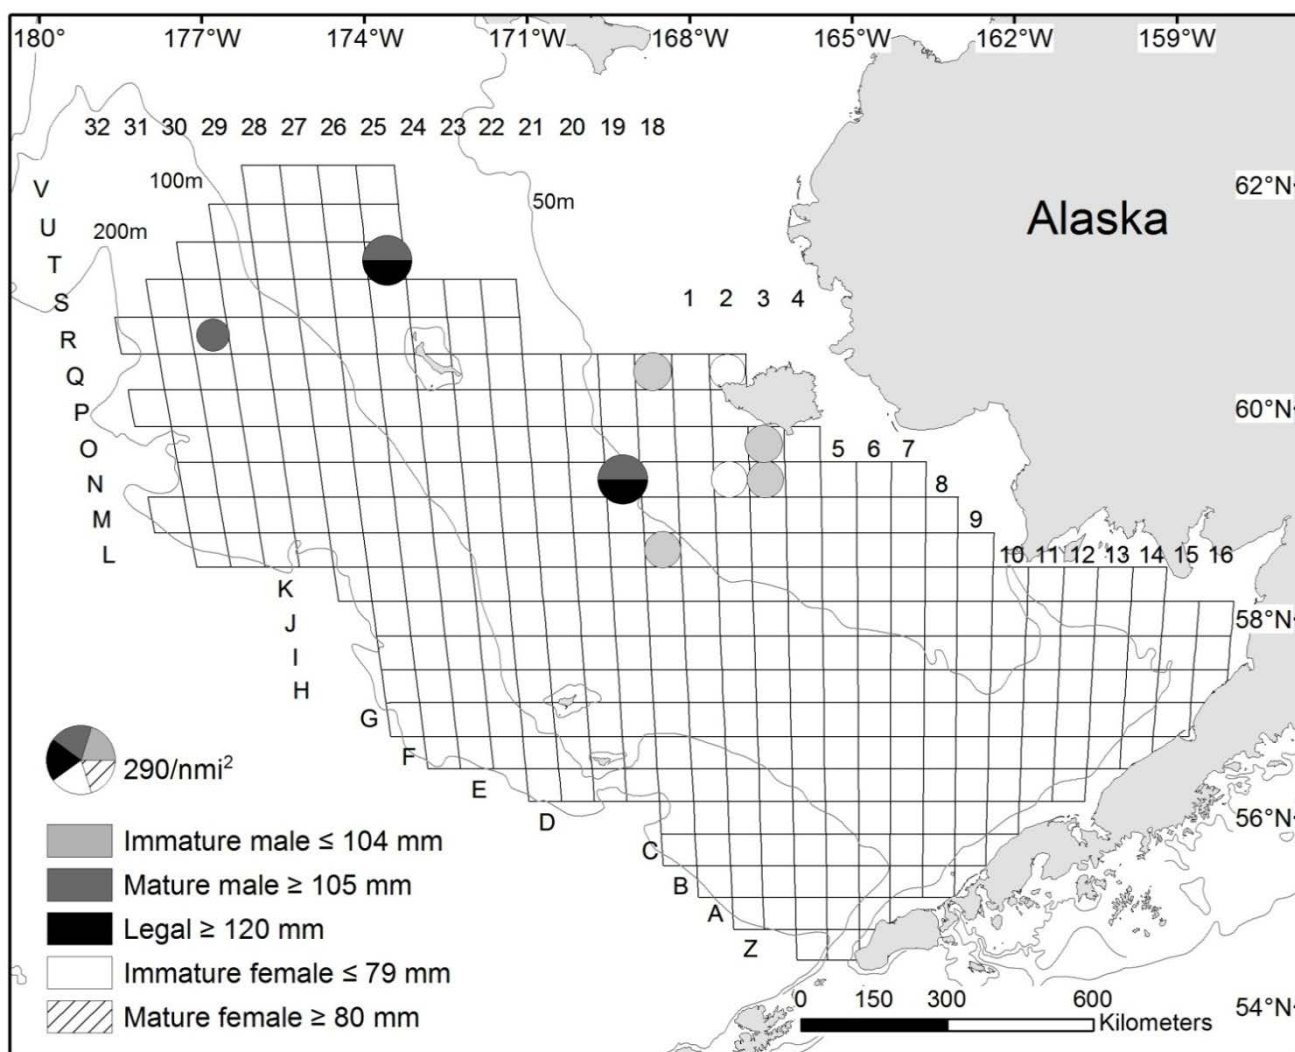 180° 177°W 174°W 171°W 168°W 165°W 162°W 159°W
32 31 30 29 28 27 26 25 24 23 22 21 20 19 18
100m
62°N
V
50m
U
Alaska
200m
T
S
1 2 3 4
R
Q
P
60°N
O
5 6 7
N
8
M
9
L
10 11 12 13 14 15 16
K
J
58°N
I
H
G
F
290/nmi²
E
D
56°N
Immature male ≤ 104 mm
C
Mature male ≥ 105 mm
B
A
Legal ≥ 120 mm
Z
Immature female ≤ 79 mm
0 150 300 600
54°N
Mature female ≥ 80 mm
Kilometers